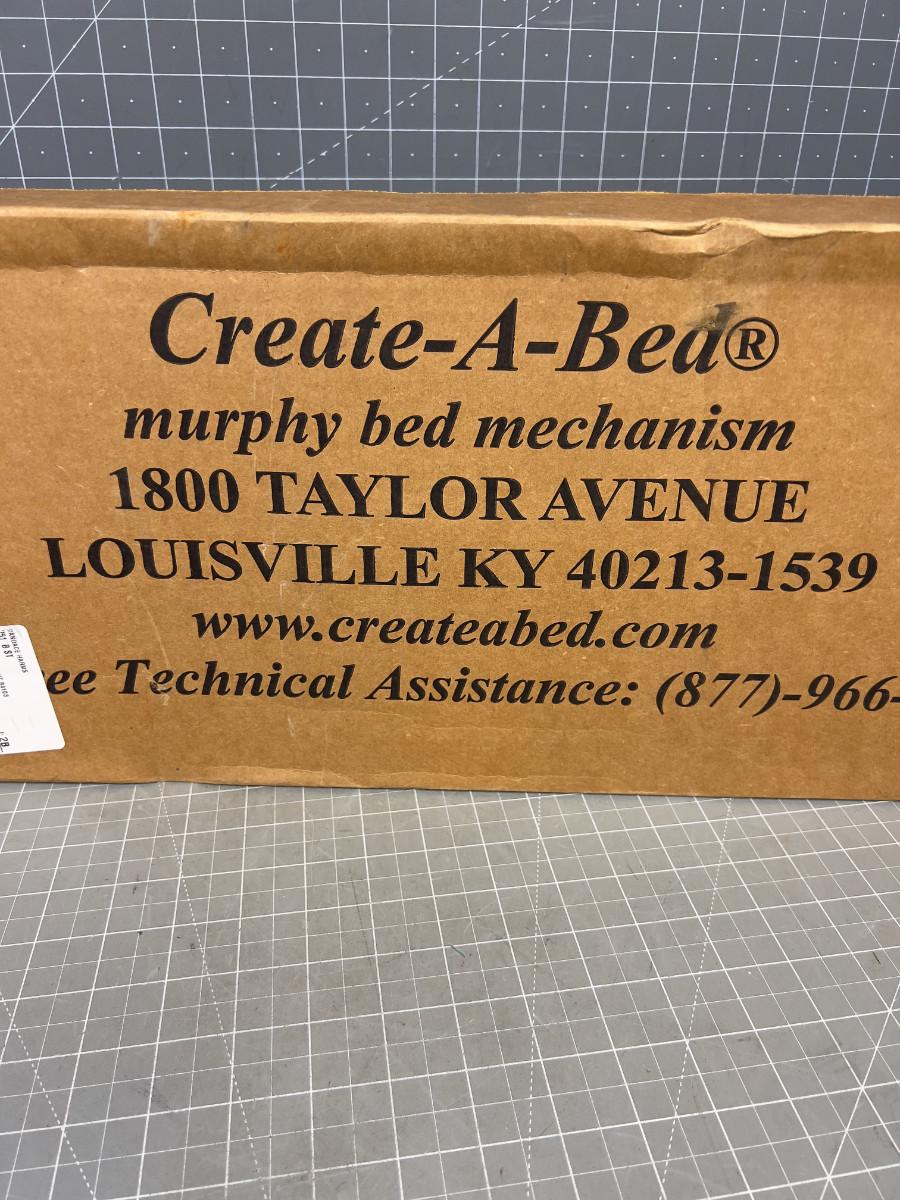 Create-A-Bed®
murphy bed mechanism
1800 TAYLOR AVENUE
LOUISVILLE KY 40213-1539
www.createabed.com
ee Technical Assistance: (877)-966-